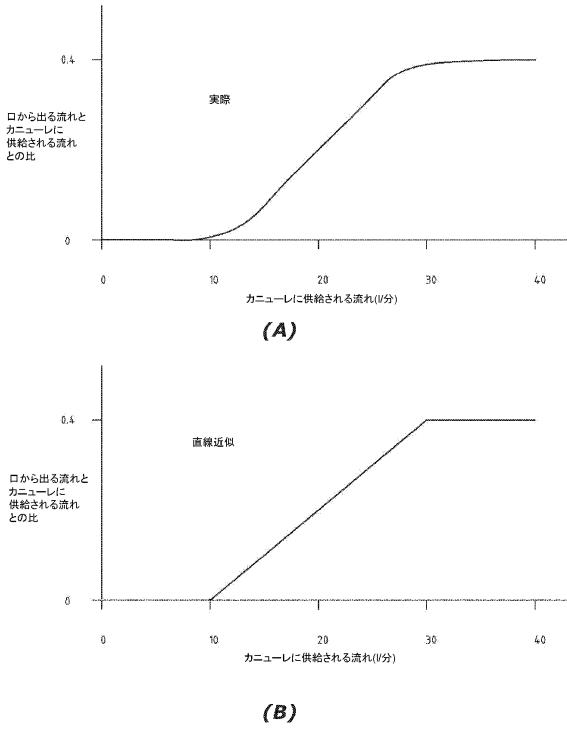 0.4
実際
口から出る流れと
カニューレに
供給される流れ
との比
0
0 10 20 30 40
カニューレに供給される流れ(l/分)
(A)
0.4
直線近似
口から出る流れと
カニューレに
供給される流れ
との比
0
0 10 20 30 40
カニューレに供給される流れ(l/分)
(B)